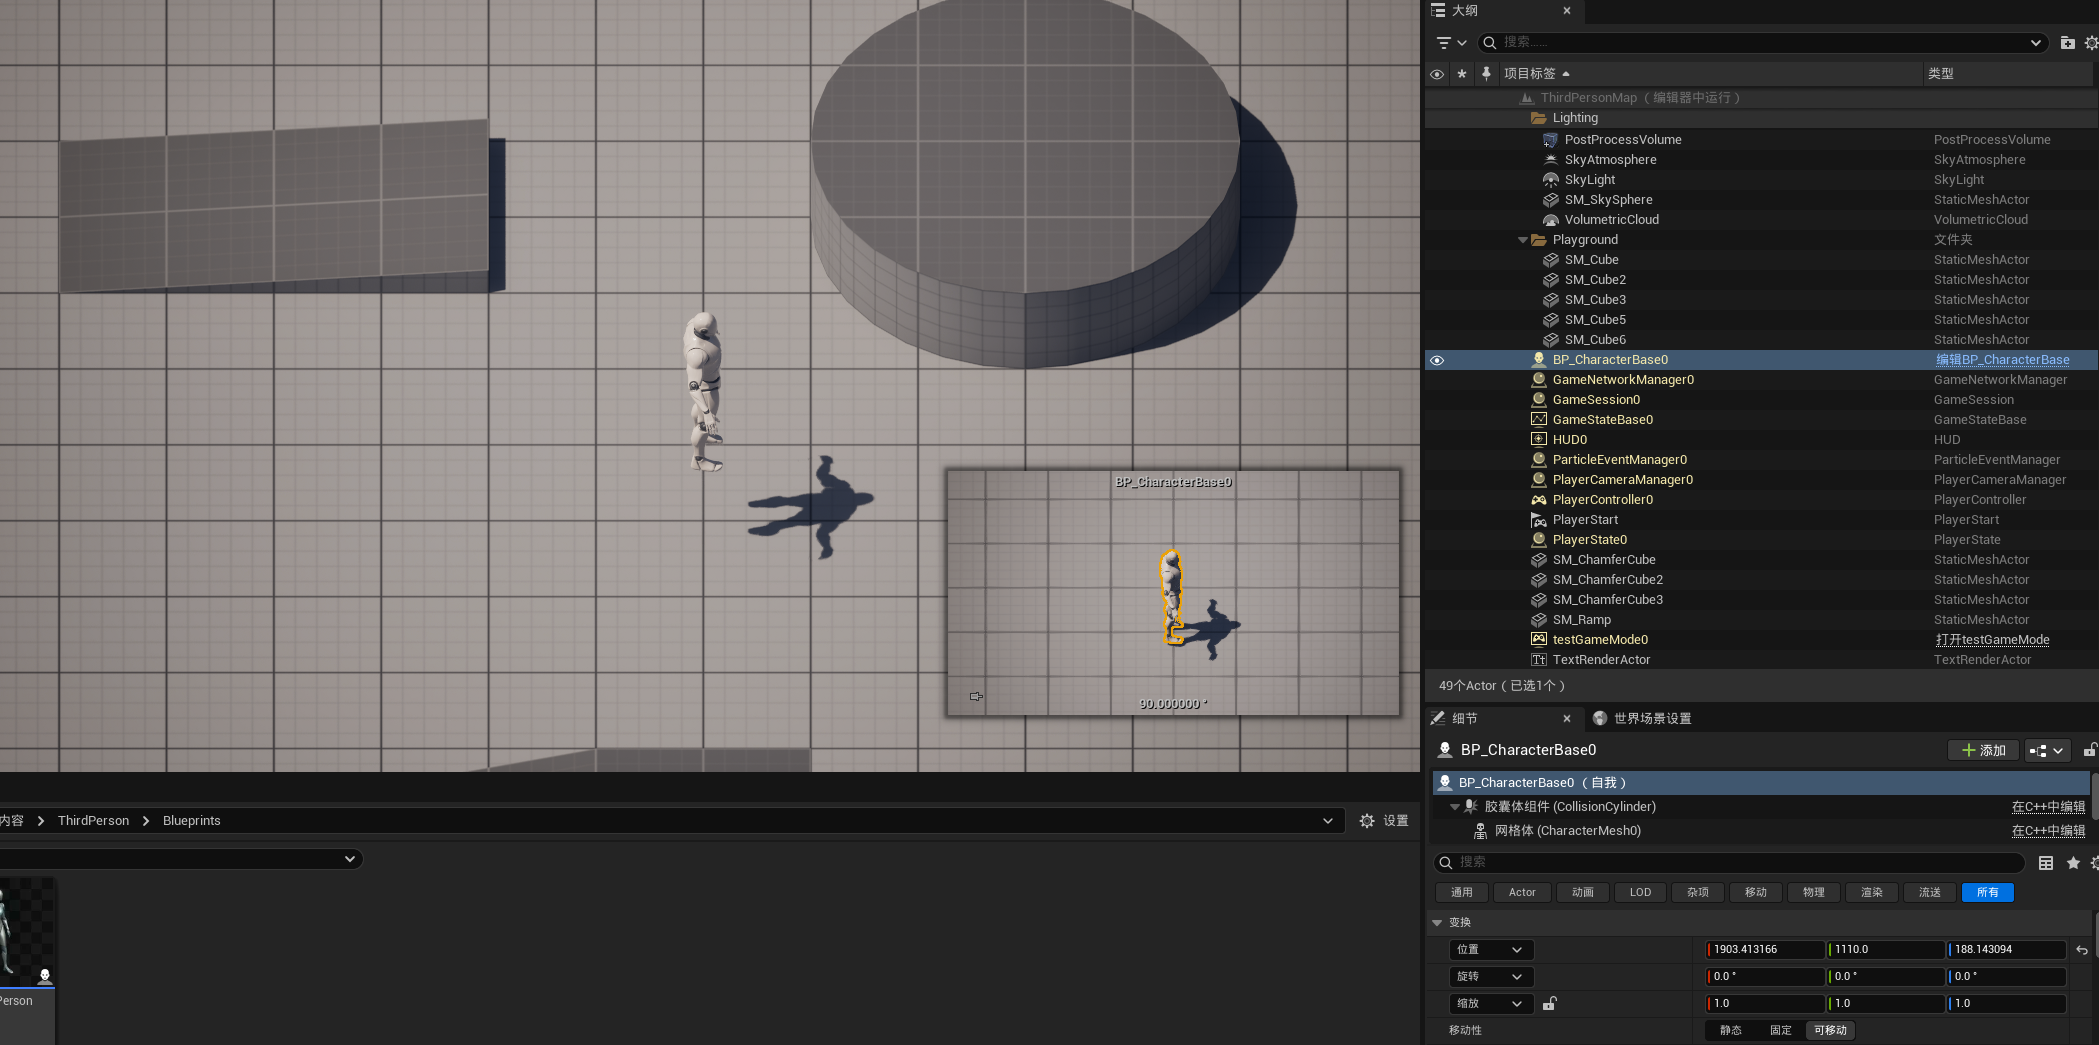 大纲
搜索......
项目标签
类型
ThirdPersonMap（编辑器中运行）
Lighting
PostProcessVolume PostProcessVolume
SkyAtmosphere SkyAtmosphere
SkyLight SkyLight
SM_SkySphere StaticMeshActor
VolumetricCloud VolumetricCloud
Playground 文件夹
SM_Cube StaticMeshActor
SM_Cube2 StaticMeshActor
SM_Cube3 StaticMeshActor
SM_Cube5 StaticMeshActor
SM_Cube6 StaticMeshActor
BP_CharacterBase0 编辑BP_CharacterBase
GameNetworkManager0 GameNetworkManager
GameSession0 GameSession
GameStateBase0 GameStateBase
HUD0 HUD
ParticleEventManager0 ParticleEventManager
PlayerCameraManager0 PlayerCameraManager
PlayerController0 PlayerController
PlayerStart PlayerStart
PlayerState0 PlayerState
SM_ChamferCube StaticMeshActor
SM_ChamferCube2 StaticMeshActor
SM_ChamferCube3 StaticMeshActor
SM_Ramp StaticMeshActor
testGameMode0 打开testGameMode
TextRenderActor TextRenderActor
49个Actor（已选1个）
BP_CharacterBase0
90.000000 °
细节
世界场景设置
BP_CharacterBase0
添加
BP_CharacterBase0 （自我）
胶囊体组件 (CollisionCylinder) 在C++中编辑
网格体 (CharacterMesh0) 在C++中编辑
搜索
通用 Actor 动画 LOD 杂项 移动 物理 渲染 流送 所有
变换
位置 1903.413166 1110.0 188.143094
旋转 0.0 ° 0.0 ° 0.0 °
缩放 1.0 1.0 1.0
移动性 静态 固定 可移动
内容 ThirdPerson Blueprints
设置
Person